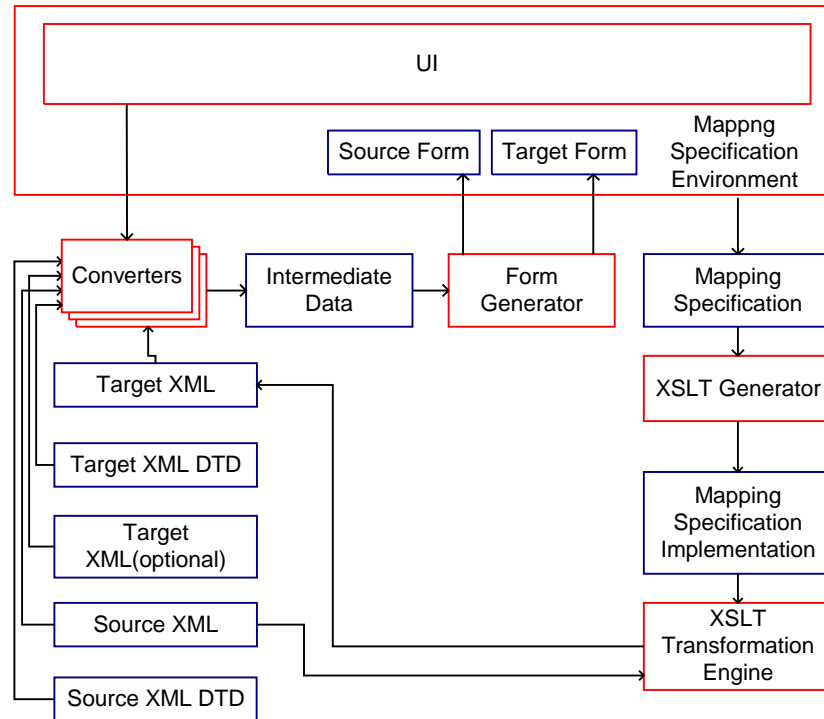 UI
Mappng
Specification
Environment
Source Form
Target Form
Converters
Intermediate
Data
Form
Generator
Mapping
Specification
Target XML
XSLT Generator
Target XML DTD
Mapping
Specification
Implementation
Target
XML(optional)
Source XML
XSLT
Transformation
Engine
Source XML DTD